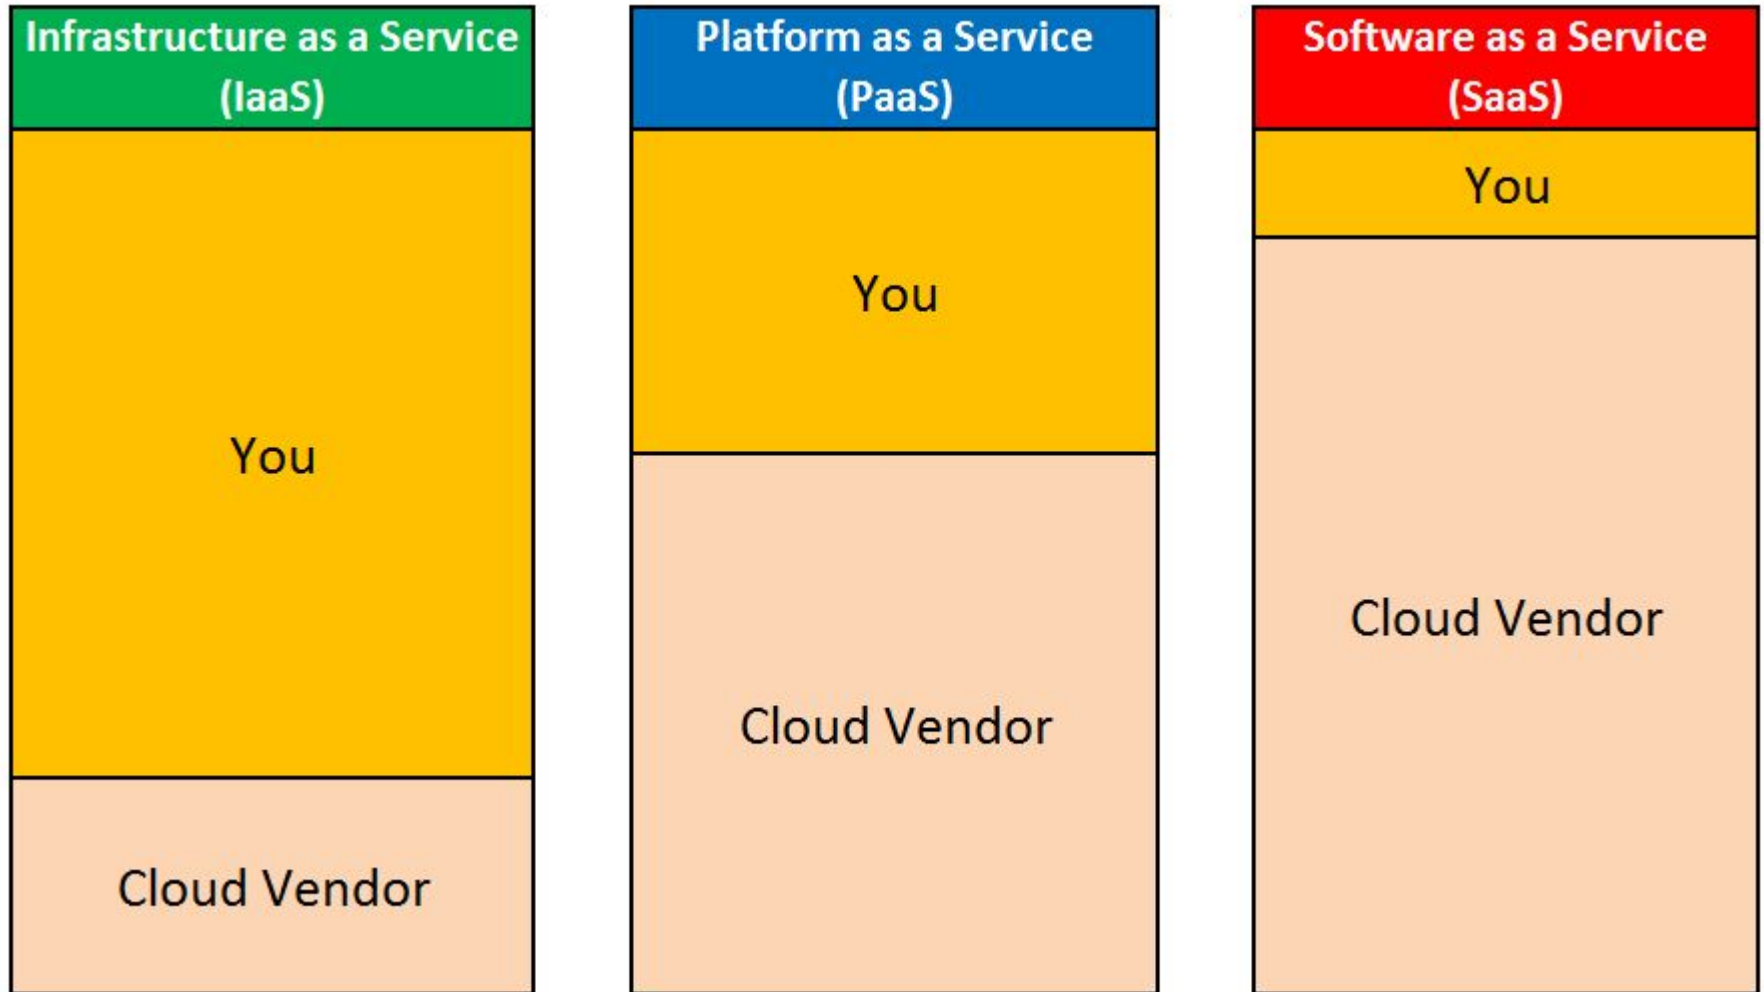 Infrastructure as a Service
(IaaS)
You
Cloud Vendor
Platform as a Service
(PaaS)
You
Cloud Vendor
Software as a Service
(SaaS)
You
Cloud Vendor